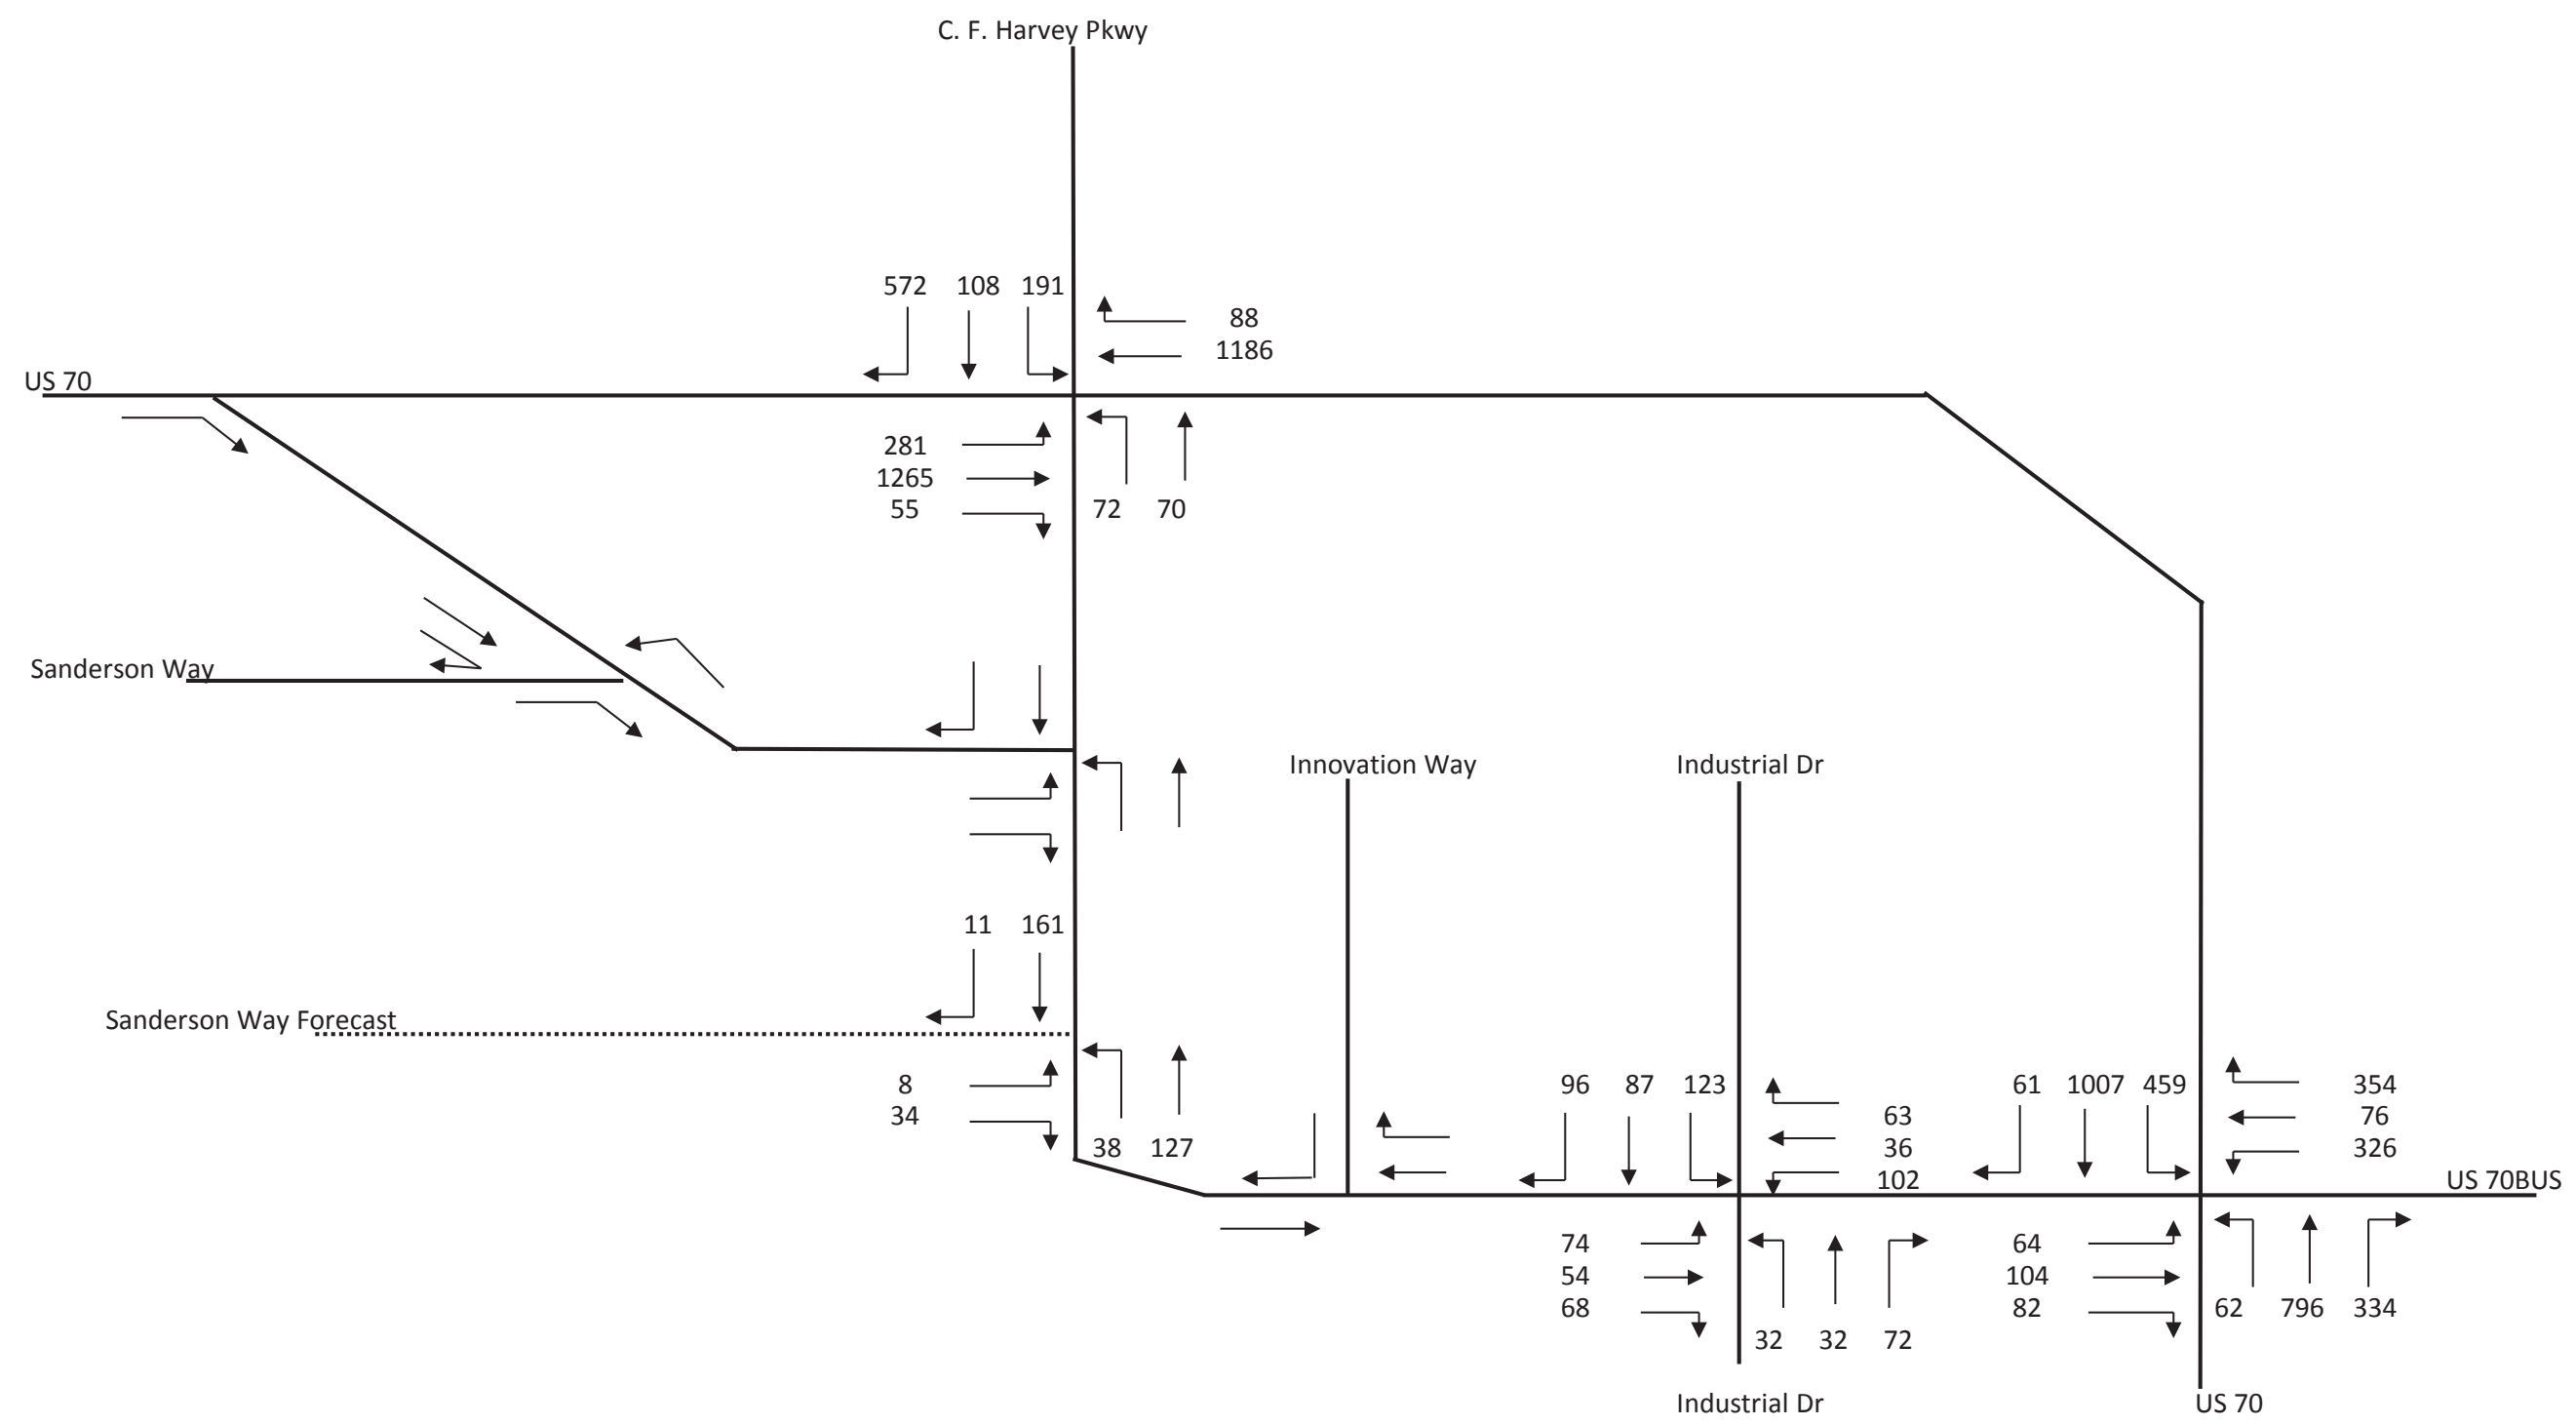 C. F. Harvey Pkwy
572 108 191
88
1186
US 70
281
1265
55
72 70
Sanderson Way
Innovation Way
Industrial Dr
11 161
Sanderson Way Forecast
8
34
38 127
96 87 123
63
36
102
61 1007 459
354
76
326
US 70BUS
74
54
68
32 32 72
64
104
82
62 796 334
Industrial Dr
US 70